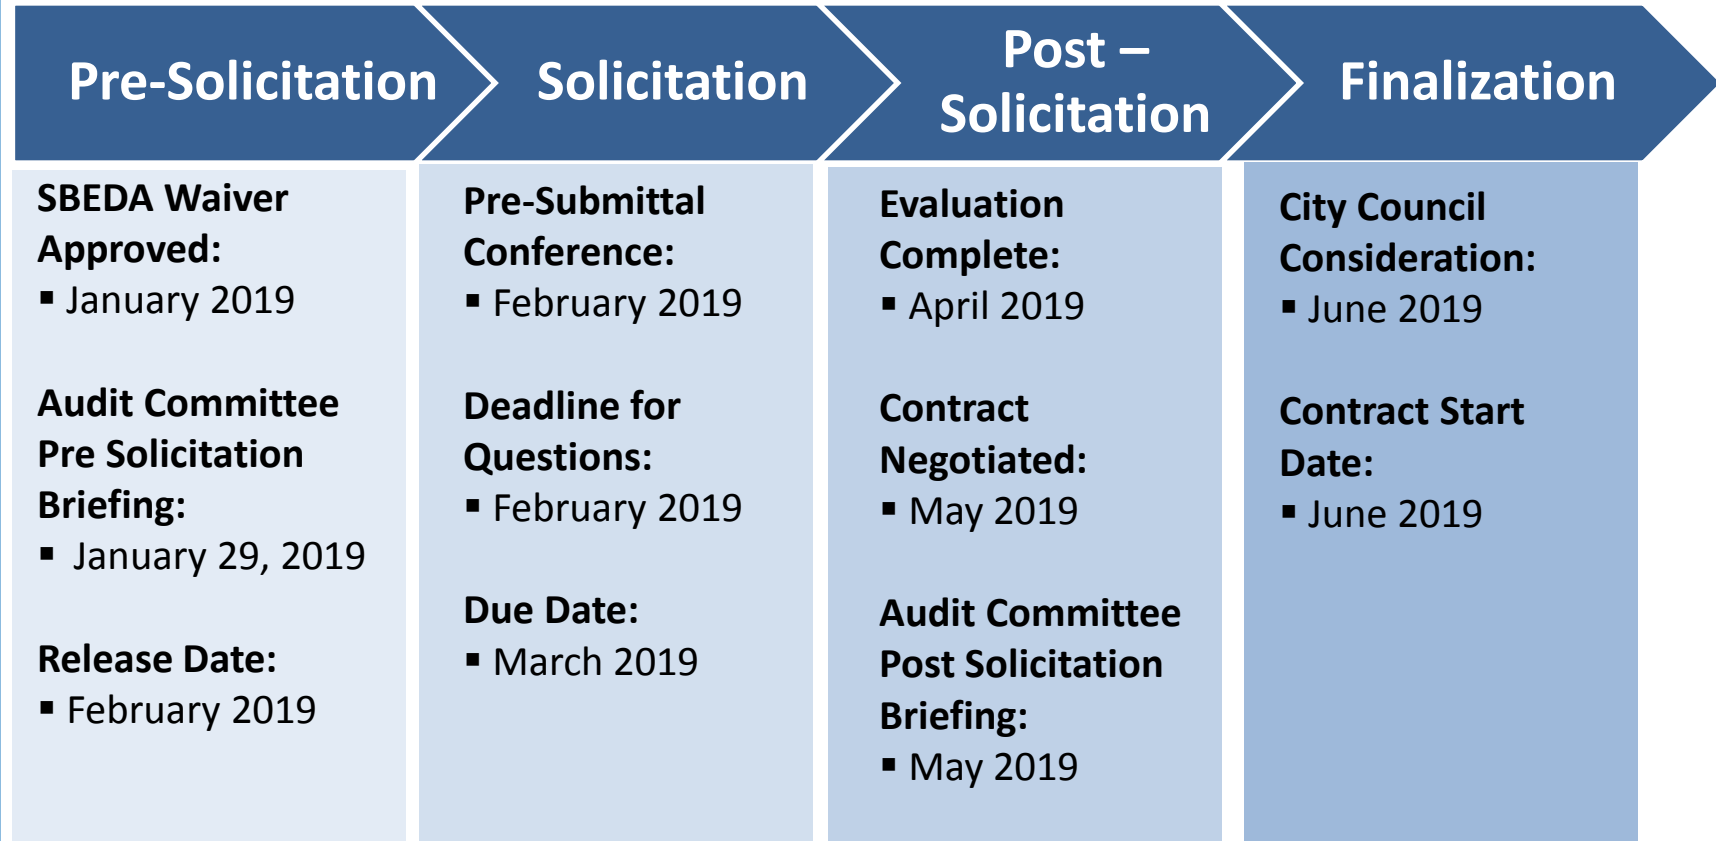 Pre-Solicitation
Solicitation
Post –
Solicitation
Finalization
SBEDA Waiver
Approved:
▪ January 2019
Audit Committee
Pre Solicitation
Briefing:
▪ January 29, 2019
Release Date:
▪ February 2019
Pre-Submittal
Conference:
▪ February 2019
Deadline for
Questions:
▪ February 2019
Due Date:
▪ March 2019
Evaluation
Complete:
▪ April 2019
Contract
Negotiated:
▪ May 2019
Audit Committee
Post Solicitation
Briefing:
▪ May 2019
City Council
Consideration:
▪ June 2019
Contract Start
Date:
▪ June 2019